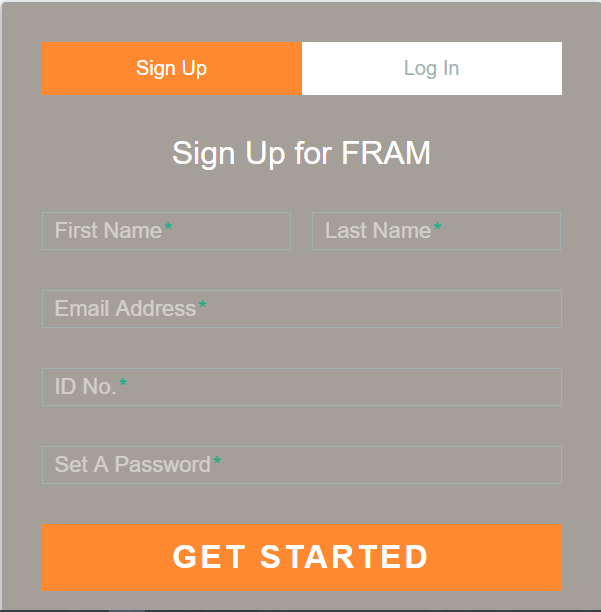 Sign Up Log In
Sign Up for FRAM
First Name* Last Name*
Email Address*
ID No.*
Set A Password*
GET STARTED